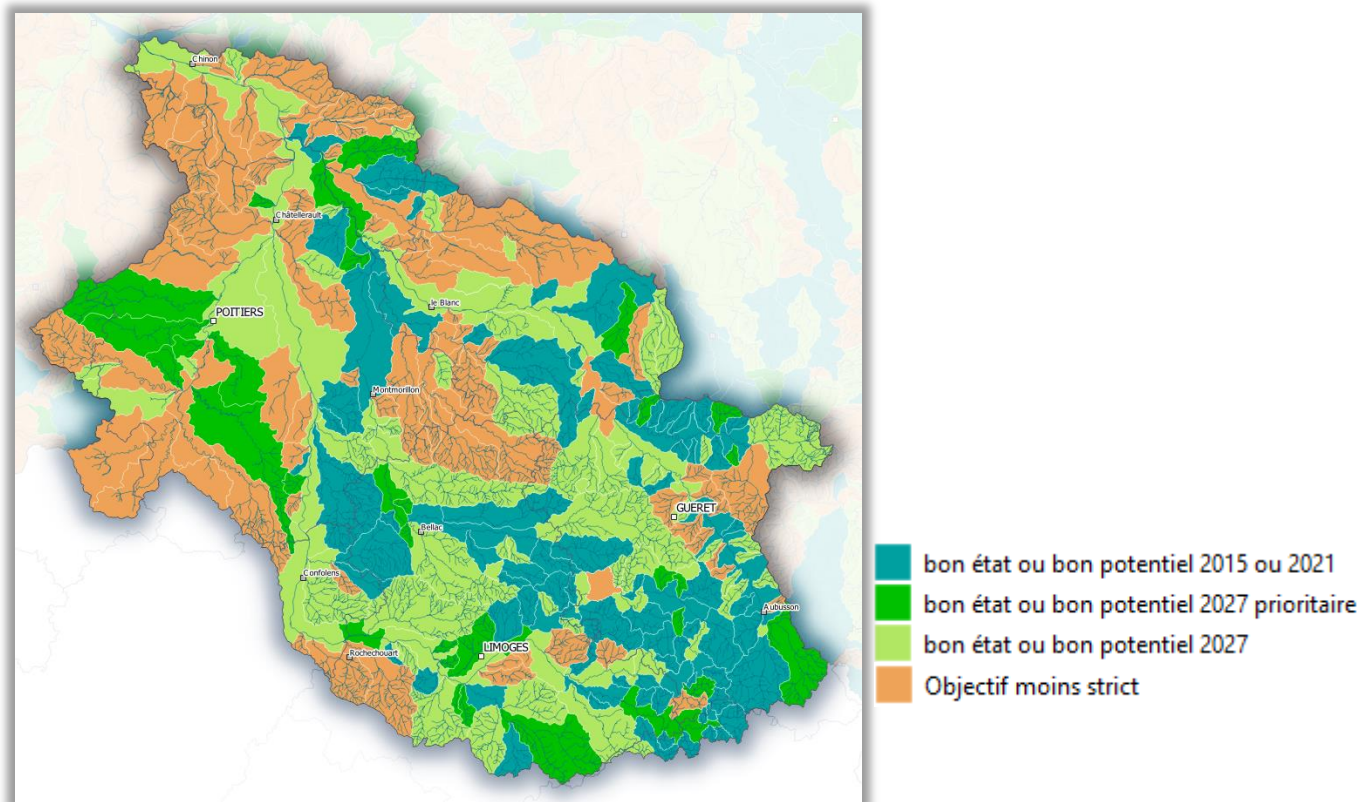 Chinon
Châtellerault
POITIERS
le Blanc
Montmorillon
GUERET
Bellac
Confolens
Aubusson
Rochechouart
LIMOGES
bon état ou bon potentiel 2015 ou 2021
bon état ou bon potentiel 2027 prioritaire
bon état ou bon potentiel 2027
Objectif moins strict